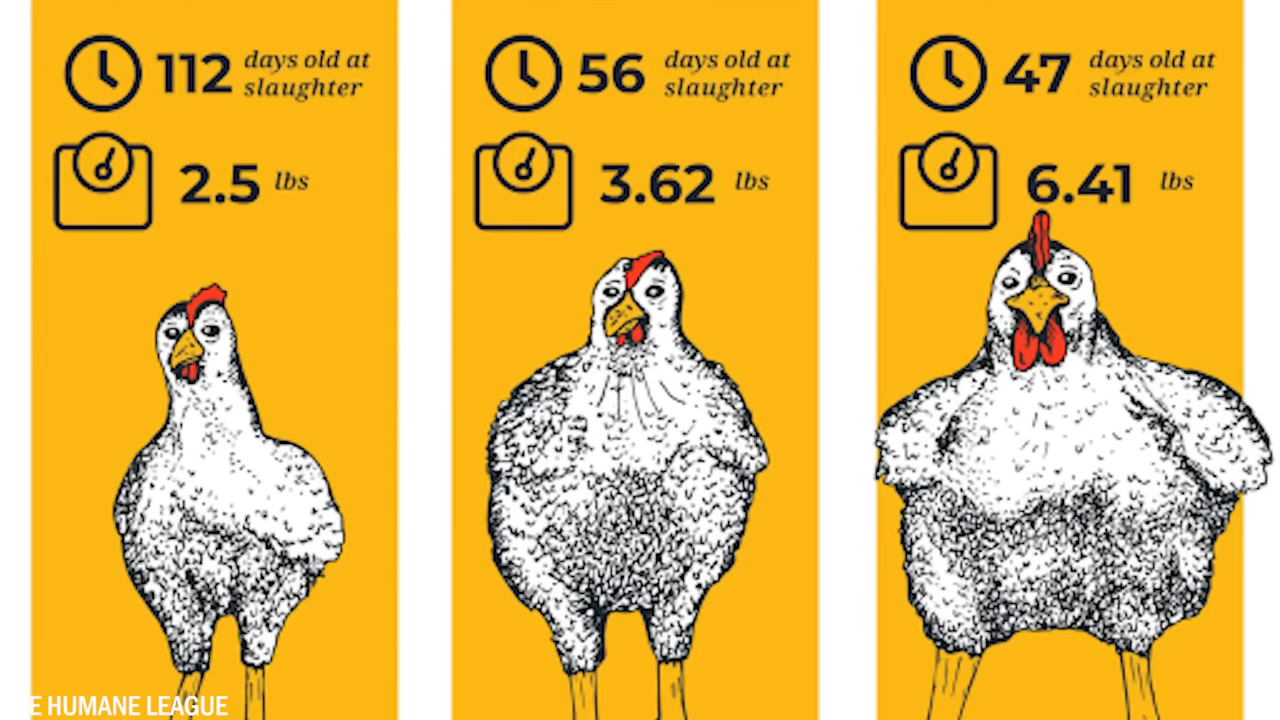 112 days old at
slaughter
2.5 lbs
56 days old at
slaughter
3.62 lbs
47 days old at
slaughter
6.41 lbs
E HUMANE LEAGUE